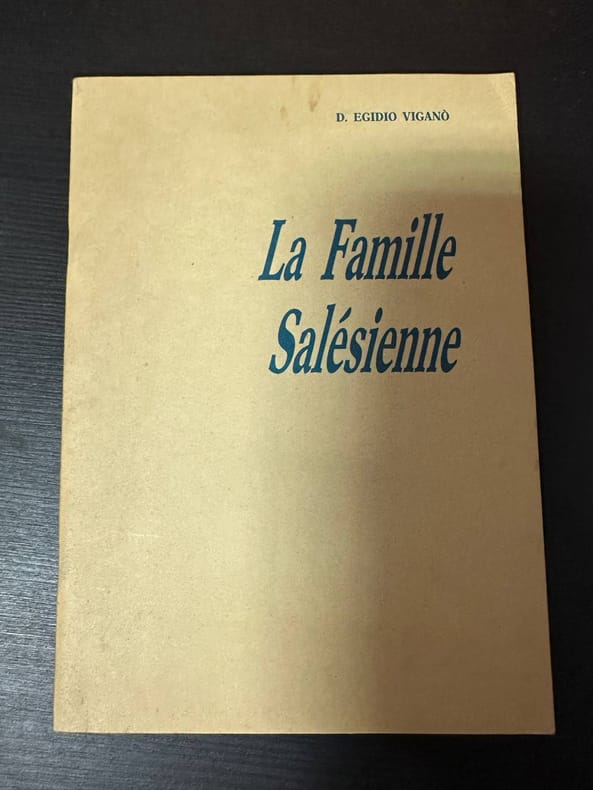 D. EGIDIO VIGANÒ
La Famille
Salésienne